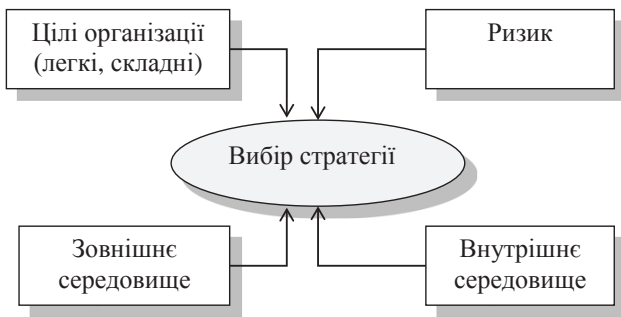 Цілі організації
(легкі, складні)
Ризик
Вибір стратегії
Зовнішнє
середовище
Внутрішнє
середовище